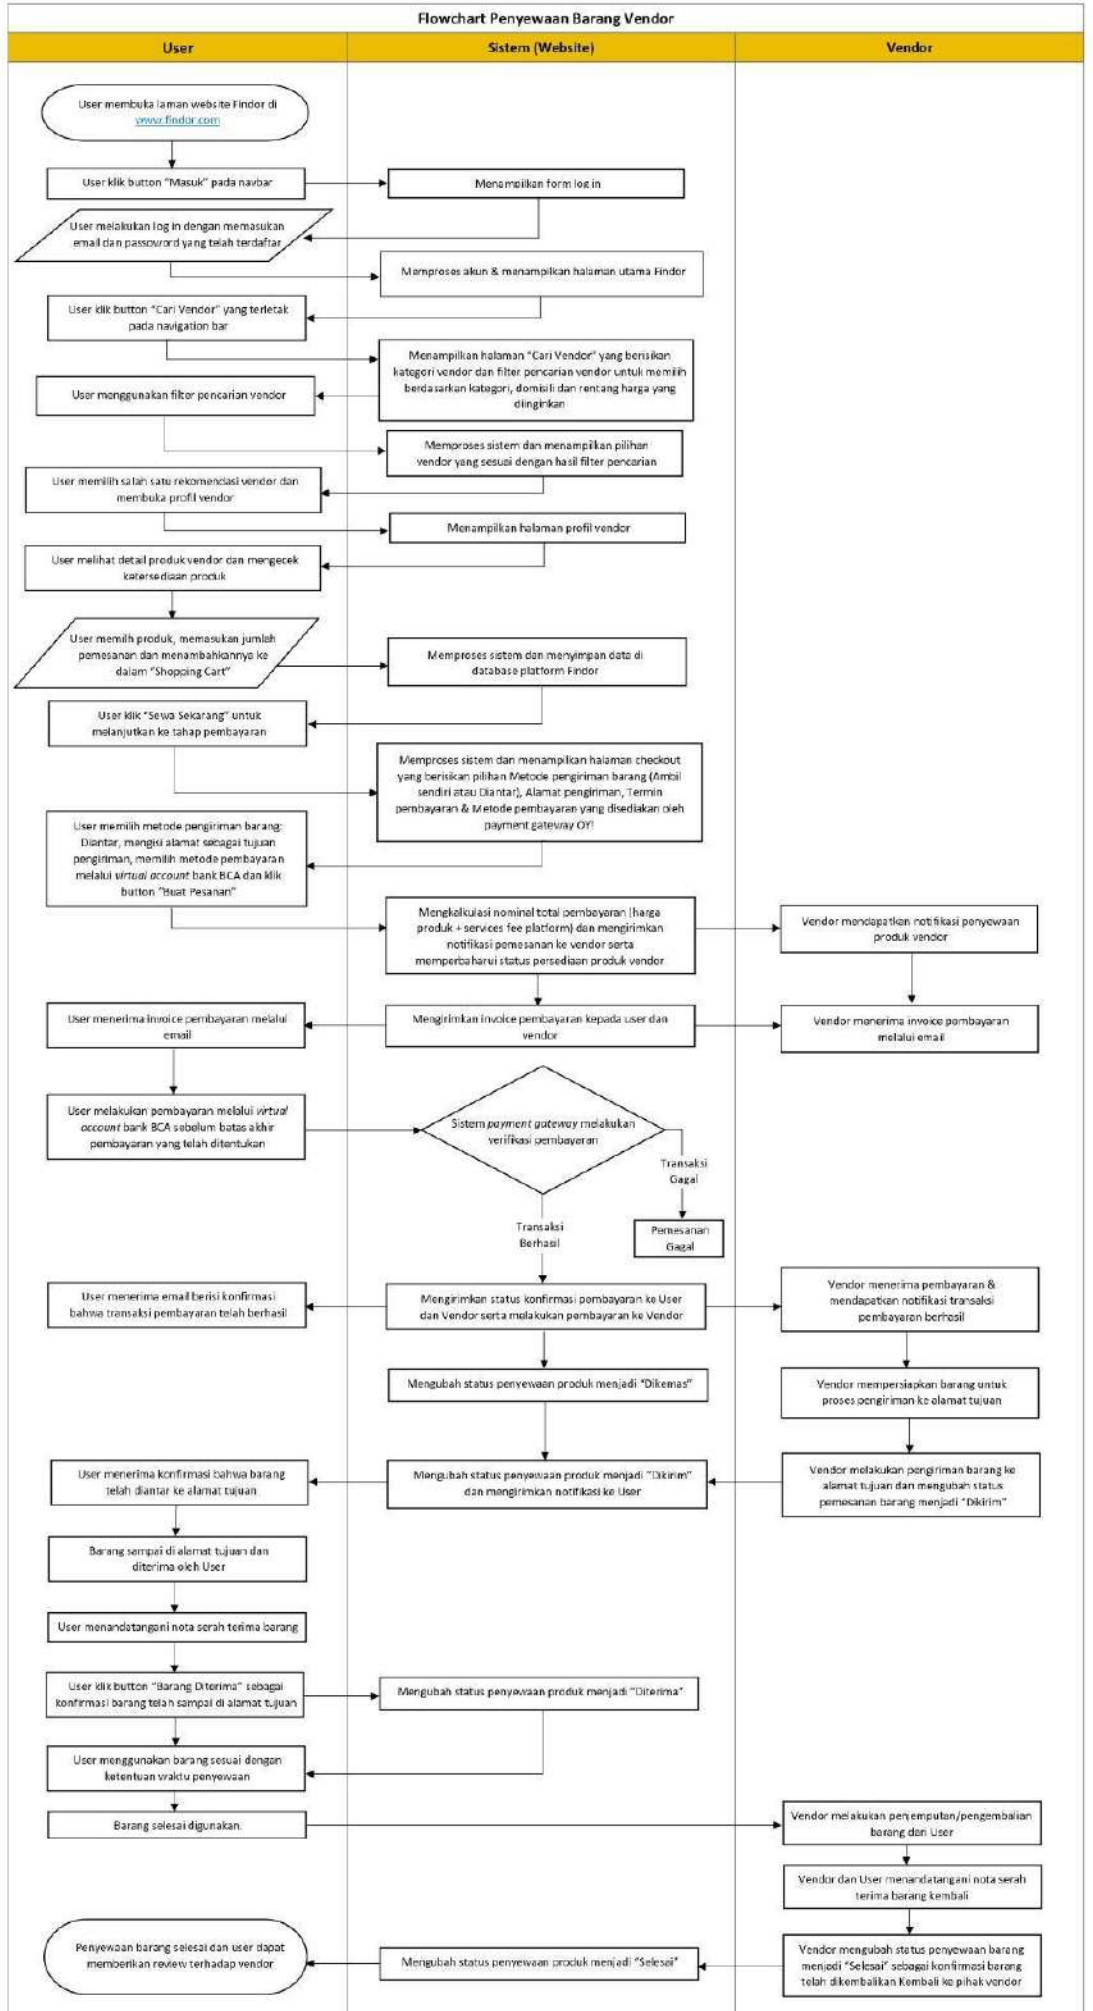 Flowchart Penyewaan Barang Vendor
User
Sistem (Website)
Vendor
User membuka laman website Findor di
www.findor.com
User klik button “Masuk” pada navbar
Menampilkan form log in
User melakukan log in dengan memasukan
email dan passoword yang telah terdaftar
Memproses akun & menampilkan halaman utama Findor
User klik button “Cari Vendor” yang terletak
pada navigation bar
Menampilkan halaman “Cari Vendor” yang berisikan
kategori vendor dan filter pencarian vendor untuk memilih
berdasarkan kategori, domisili dan rentang harga yang
diinginkan
User menggunakan filter pencarian vendor
Memproses sistem dan menampilkan pilihan
vendor yang sesuai dengan hasil filter pencarian
User memilih salah satu rekomendasi vendor dan
membuka profil vendor
Menampilkan halaman profil vendor
User melihat detail produk vendor dan mengecek
ketersediaan produk
User memilh produk, memasukan jumlah
pemesanan dan menambahkannya ke
dalam “Shopping Cart”
Memproses sistem dan menyimpan data di
database platform Findor
User klik “Sewa Sekarang” untuk
melanjutkan ke tahap pembayaran
Memproses sistem dan menampilkan halaman checkout
yang berisikan pilihan Metode pengiriman barang (Ambil
sendiri atau Diantar), Alamat pengiriman, Termin
pembayaran & Metode pembayaran yang disediakan oleh
payment gateway OY!
User memilih metode pengiriman barang:
Diantar, mengisi alamat sebagai tujuan
pengiriman, memilih metode pembayaran
melalui virtual account bank BCA dan klik
button “Buat Pesanan”
Mengkalkulasi nominal total pembayaran (harga
produk + services fee platform) dan mengirimkan
notifikasi pemesanan ke vendor serta
memperbaharui status persediaan produk vendor
Vendor mendapatkan notifikasi penyewaan
produk vendor
User menerima invoice pembayaran melalui
email
Mengirimkan invoice pembayaran kepada user dan
vendor
Vendor menerima invoice pembayaran
melalui email
User melakukan pembayaran melalui virtual
account bank BCA sebelum batas akhir
pembayaran yang telah ditentukan
Sistem payment gateway melakukan
verifikasi pembayaran
Transaksi
Gagal
Transaksi
Berhasil
Pemesanan
Gagal
User menerima email berisi konfirmasi
bahwa transaksi pembayaran telah berhasil
Mengirimkan status konfirmasi pembayaran ke User
dan Vendor serta melakukan pembayaran ke Vendor
Vendor menerima pembayaran &
mendapatkan notifikasi transaksi
pembayaran berhasil
Mengubah status penyewaan produk menjadi “Dikemas”
Vendor mempersiapkan barang untuk
proses pengiriman ke alamat tujuan
User menerima konfirmasi bahwa barang
telah diantar ke alamat tujuan
Mengubah status penyewaan produk menjadi “Dikirim”
dan mengirimkan notifikasi ke User
Vendor melakukan pengiriman barang ke
alamat tujuan dan mengubah status
pemesanan barang menjadi “Dikirim”
Barang sampai di alamat tujuan dan
diterima oleh User
User menandatangani nota serah terima barang
User klik button “Barang Diterima” sebagai
konfirmasi barang telah sampai di alamat tujuan
Mengubah status penyewaan produk menjadi “Diterima”
User menggunakan barang sesuai dengan
ketentuan waktu penyewaan
Barang selesai digunakan.
Vendor melakukan penjemputan/pengembalian
barang dari User
Vendor dan User menandatangani nota serah
terima barang kembali
Penyewaan barang selesai dan user dapat
memberikan review terhadap vendor
Mengubah status penyewaan produk menjadi “Selesai”
Vendor mengubah status penyewaan barang
menjadi “Selesai” sebagai konfirmasi barang
telah dikembalikan Kembali ke pihak vendor